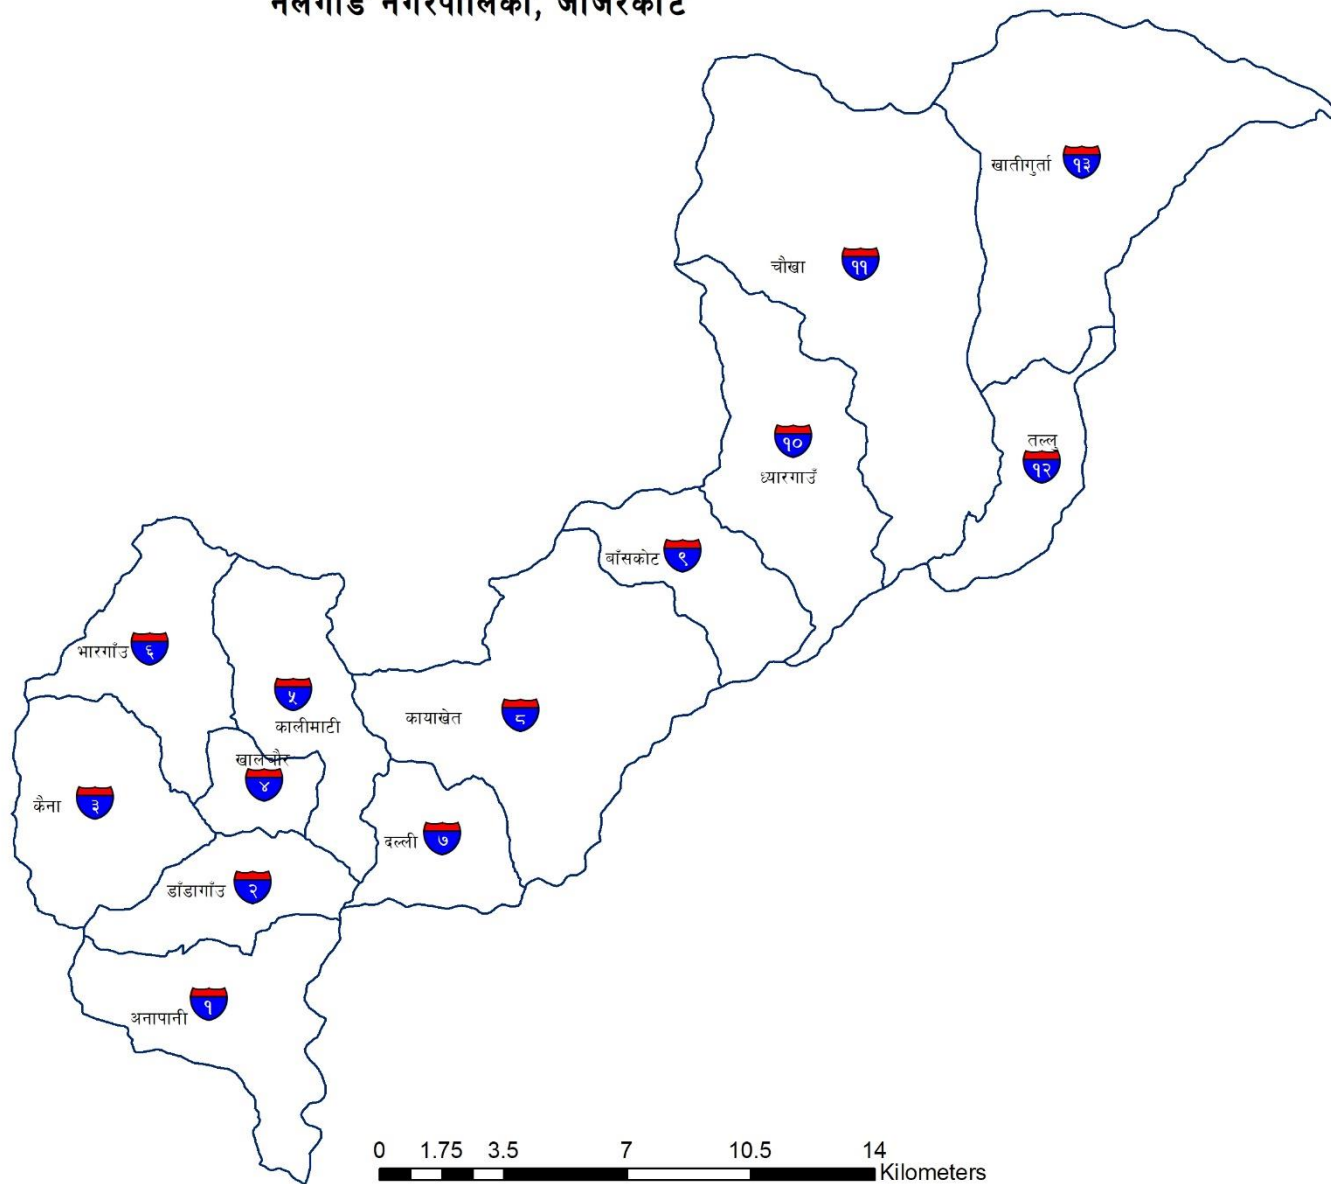 नलगाड नगरपालिका, जाजरकोट
खातीगुर्ता १३
चौखा ११
१०
ध्यारगाउँ
तल्लु
१२
बाँसकोट ९
भारगाँउ ६
५
कालीमाटी
कायाखेत ८
खालचौर
४
कैना ३
दल्ली ७
डाँडागाँउ २
अनापानी १
0 1.75 3.5 7 10.5 14
Kilometers